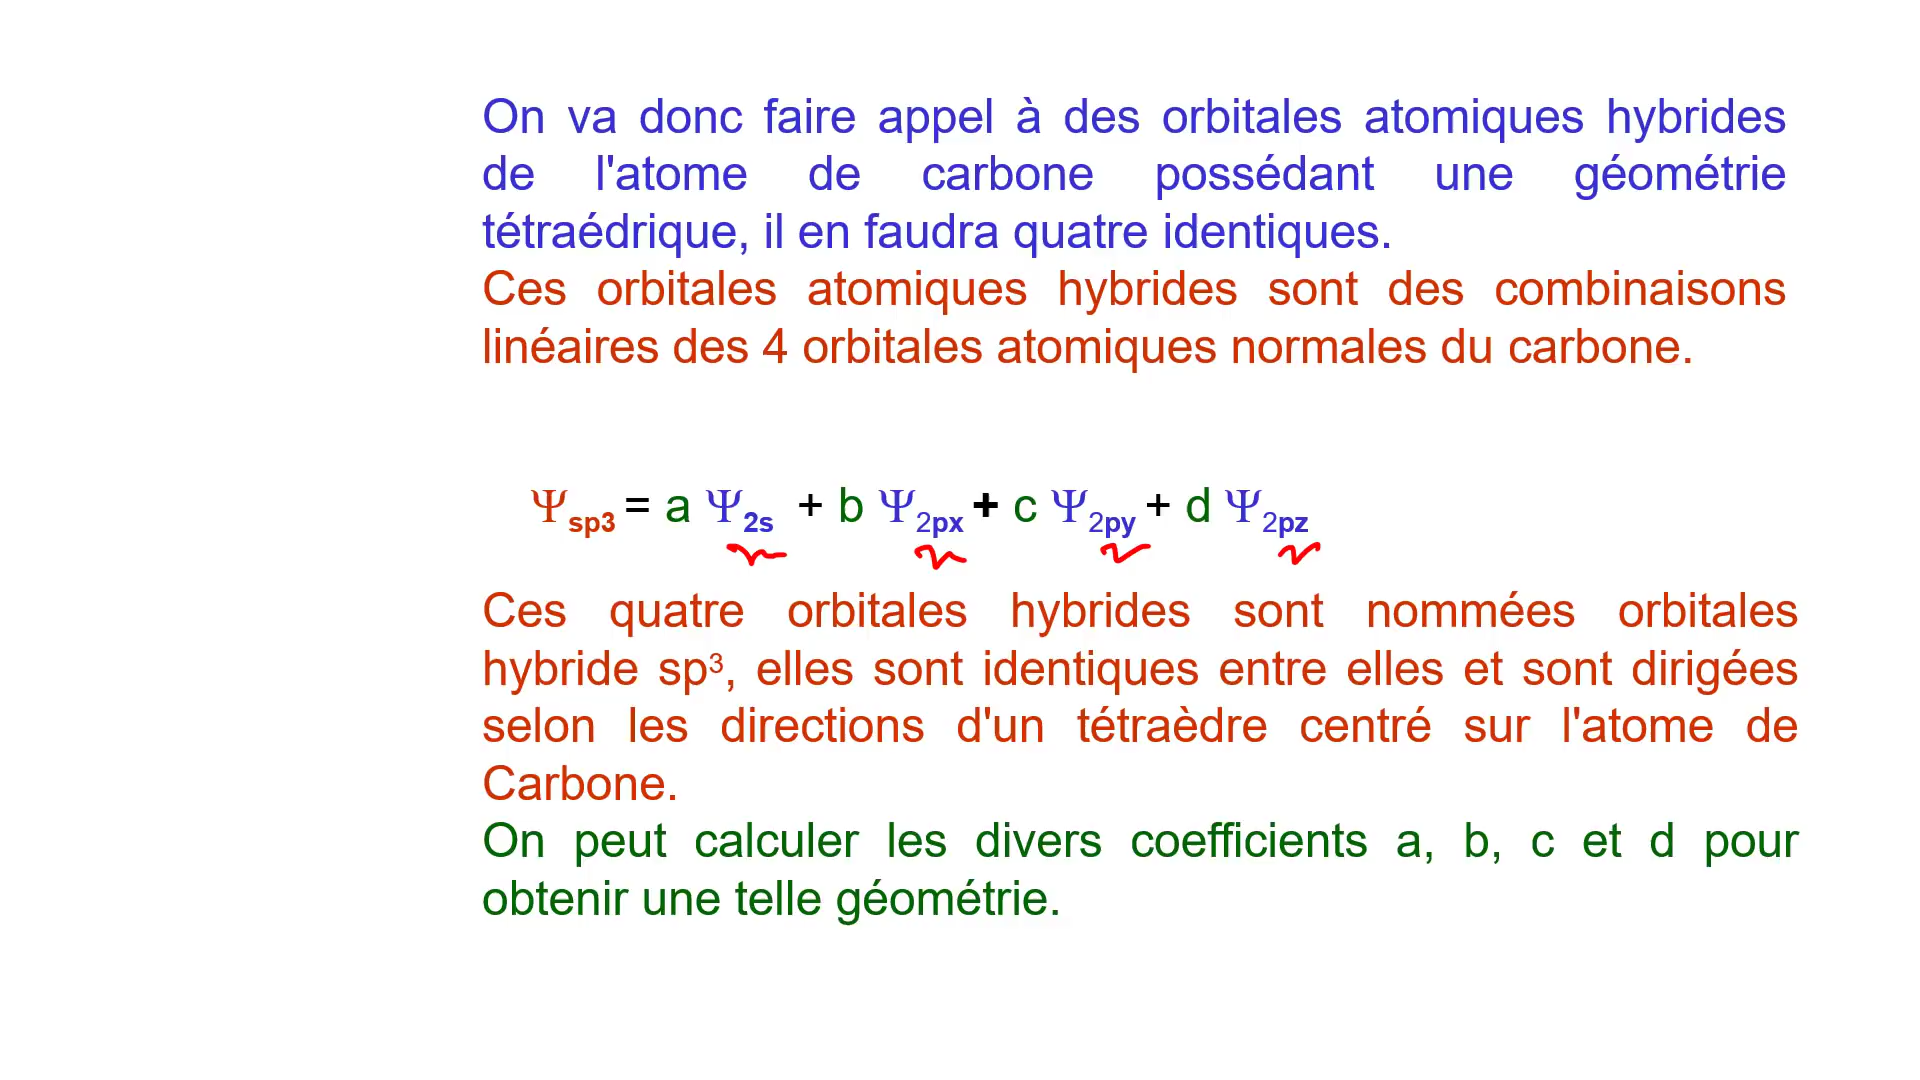 On va donc faire appel à des orbitales atomiques hybrides
de l'atome de carbone possédant une géométrie
tétraédrique, il en faudra quatre identiques.
Ces orbitales atomiques hybrides sont des combinaisons
linéaires des 4 orbitales atomiques normales du carbone.
Ψsp3 = a Ψ2s + b Ψ2px + c Ψ2py + d Ψ2pz
Ces quatre orbitales hybrides sont nommées orbitales
hybride sp³, elles sont identiques entre elles et sont dirigées
selon les directions d'un tétraèdre centré sur l'atome de
Carbone.
On peut calculer les divers coefficients a, b, c et d pour
obtenir une telle géométrie.